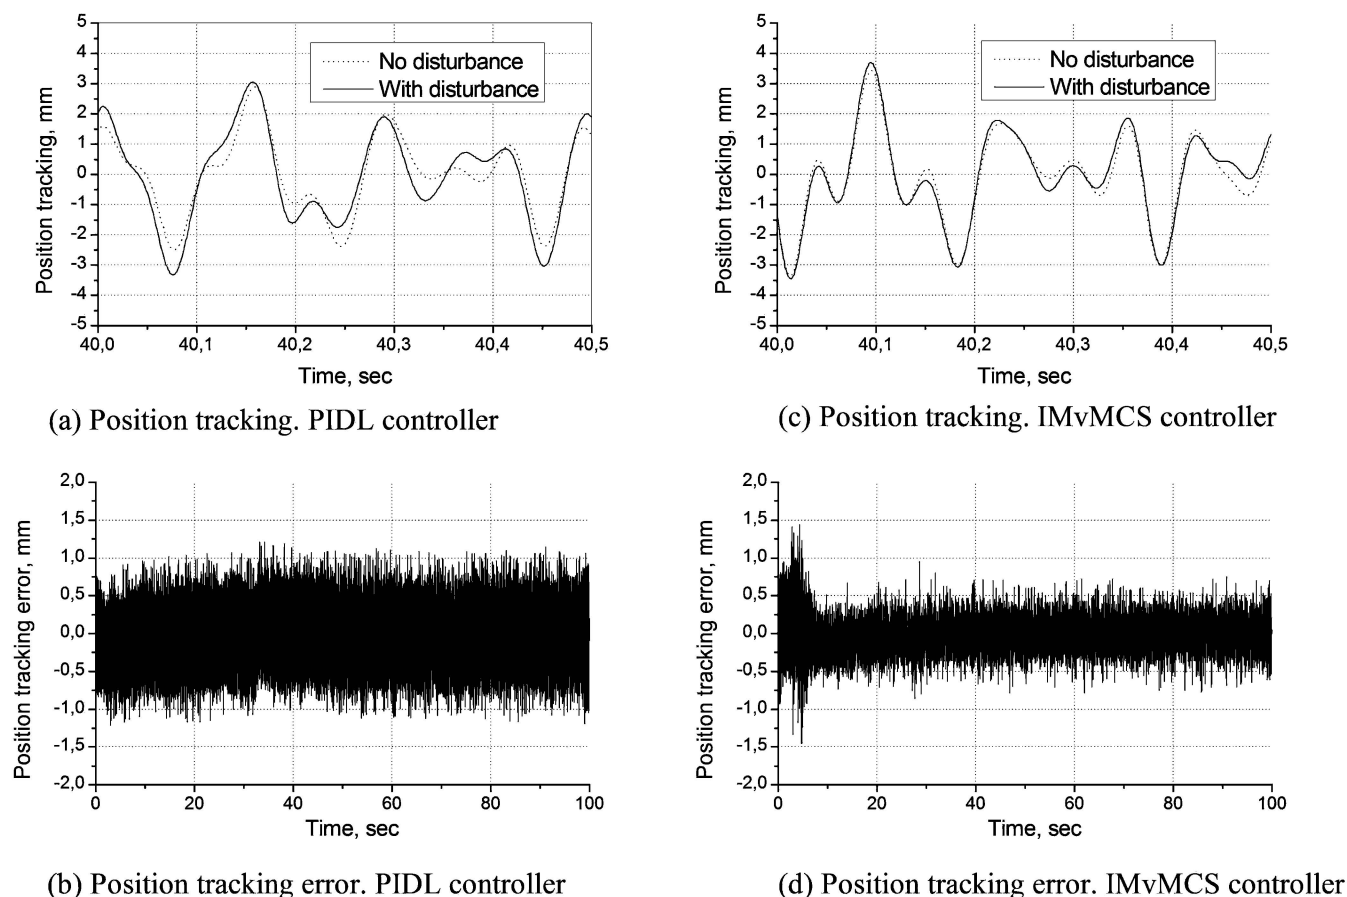 5
4
3
2
1
0
-1
-2
-3
-4
-5
Position tracking, mm
No disturbance
With disturbance
40,0 40,1 40,2 40,3 40,4 40,5
Time, sec
(a) Position tracking. PIDL controller
5
4
3
2
1
0
-1
-2
-3
-4
-5
Position tracking, mm
No disturbance
With disturbance
40,0 40,1 40,2 40,3 40,4 40,5
Time, sec
(c) Position tracking. IMvMCS controller
2,0
1,5
1,0
0,5
0,0
-0,5
-1,0
-1,5
-2,0
Position tracking error, mm
0 20 40 60 80 100
Time, sec
(b) Position tracking error. PIDL controller
2,0
1,5
1,0
0,5
0,0
-0,5
-1,0
-1,5
-2,0
Position tracking error, mm
0 20 40 60 80 100
Time, sec
(d) Position tracking error. IMvMCS controller